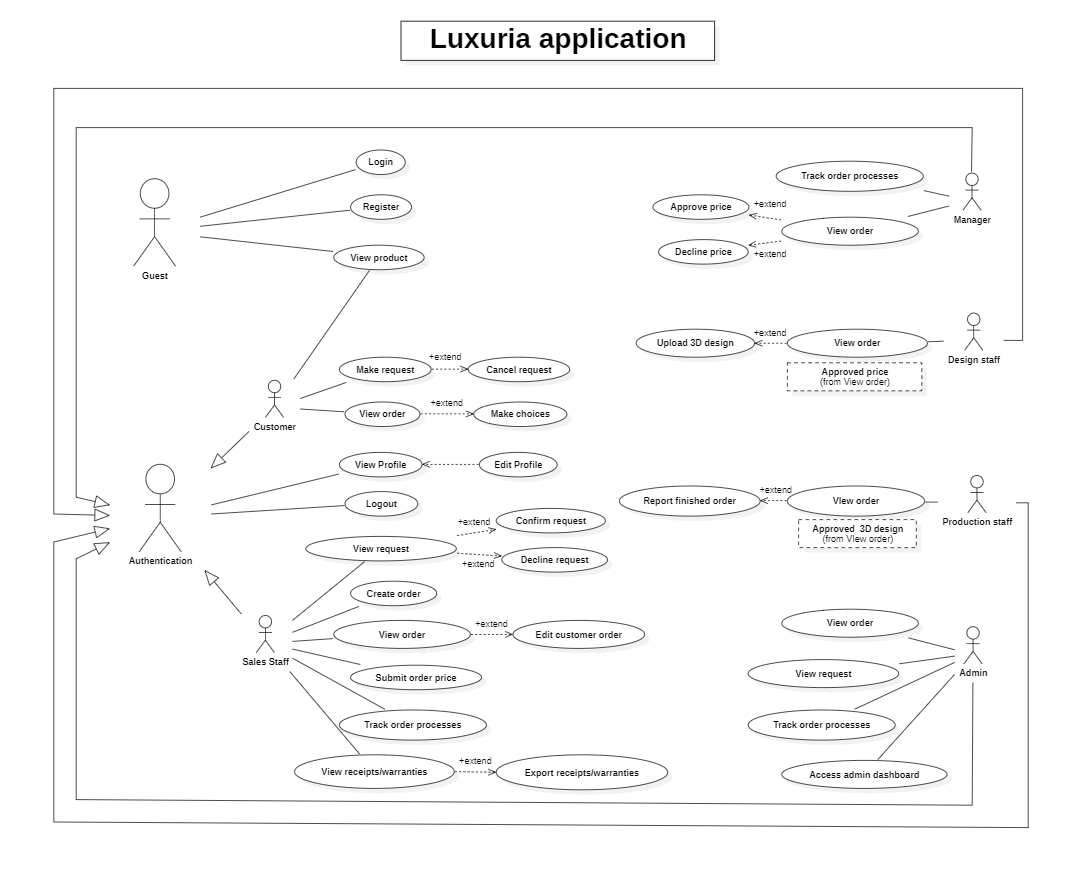 Luxuria application
Login
Register
View product
Guest
Track order processes
Approve price
+extend
View order
Decline price
+extend
Manager
Make request
+extend
Cancel request
View order
+extend
Make choices
Customer
Upload 3D design
+extend
View order
Design staff
Approved price
(from View order)
View Profile
Edit Profile
Logout
Authentication
Report finished order
+extend
VIew order
Production staff
Approved  3D design
(from VIew order)
View request
+extend
Confirm request
+extend
Decline request
Create order
View order
+extend
Edit customer order
Sales Staff
Submit order price
Track order processes
View receipts/warranties
+extend
Export receipts/warranties
View order
View request
Admin
Track order processes
Access admin dashboard